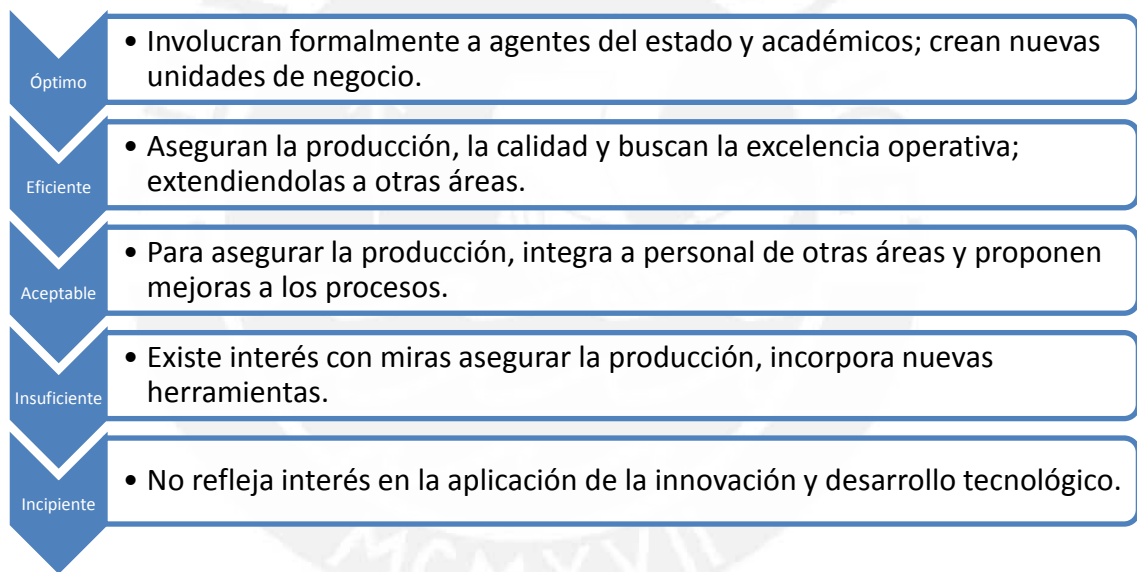 Óptimo
• Involucran formalmente a agentes del estado y académicos; crean nuevas
unidades de negocio.
Eficiente
• Aseguran la producción, la calidad y buscan la excelencia operativa;
extendiendolas a otras áreas.
Aceptable
• Para asegurar la producción, integra a personal de otras áreas y proponen
mejoras a los procesos.
Insuficiente
• Existe interés con miras asegurar la producción, incorpora nuevas
herramientas.
Incipiente
• No refleja interés en la aplicación de la innovación y desarrollo tecnológico.
MCMXVII